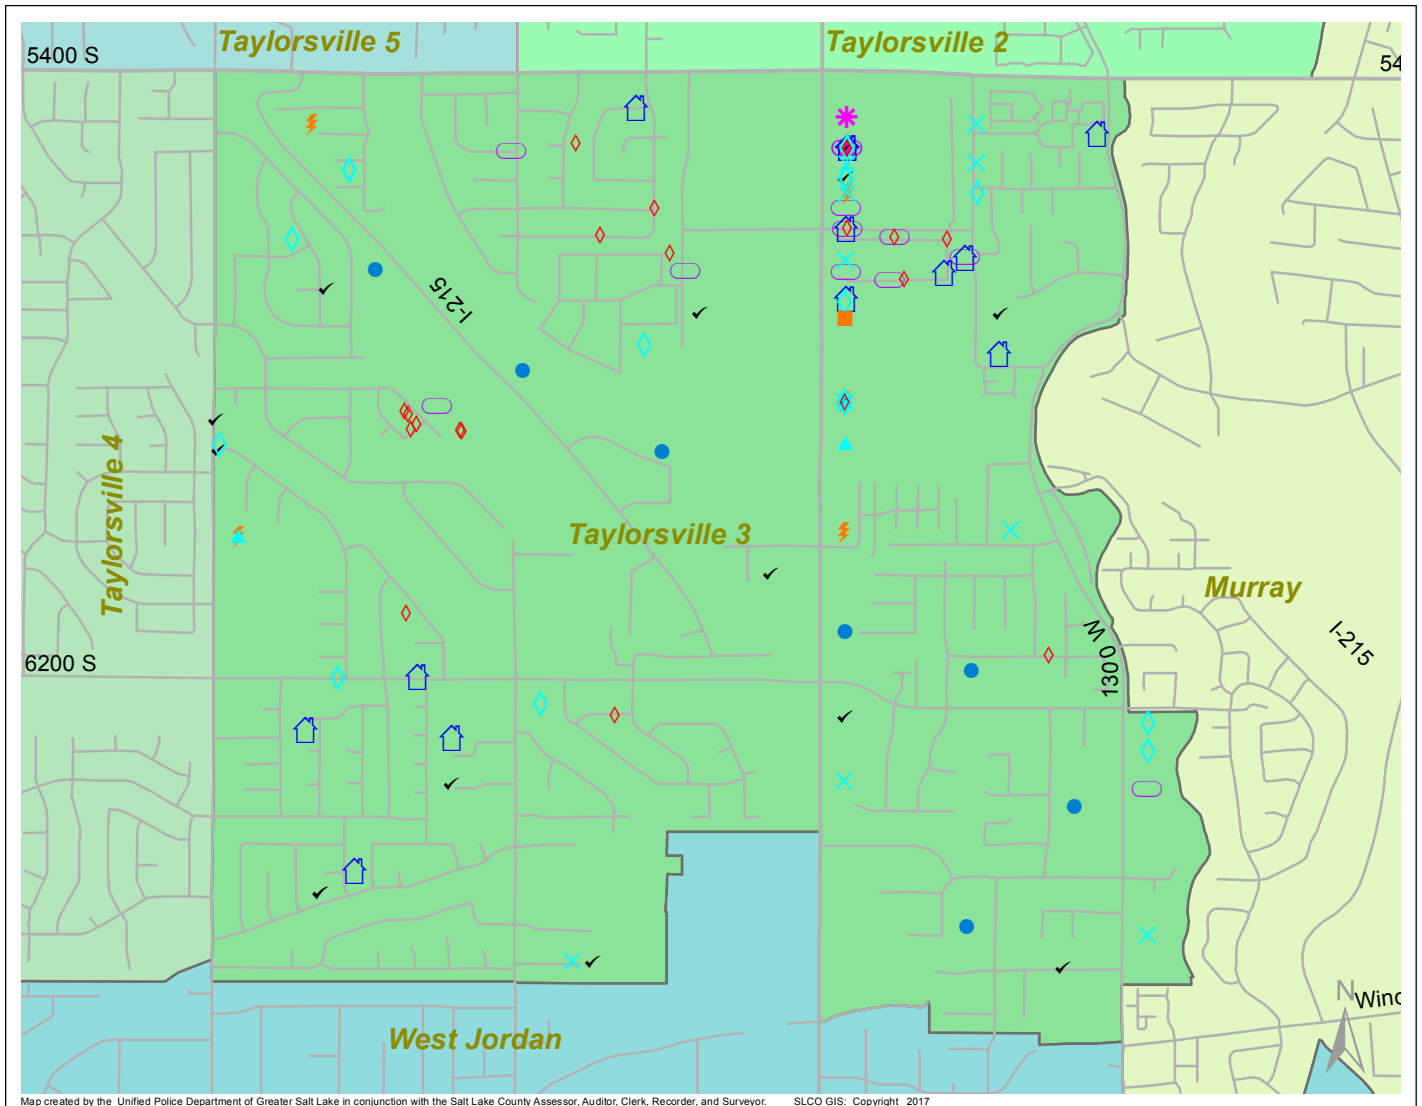 Taylorsville 5
Taylorsville 2
5400 S
54
I-215
Taylorsville 4
Taylorsville 3
Murray
1300 W
I-215
6200 S
N
West Jordan
Map created by the Unified Police Department of Greater Salt Lake in conjunction with the Salt Lake County Assessor, Auditor, Clerk, Recorder, and Surveyor. SLCO GIS: Copyright 2017